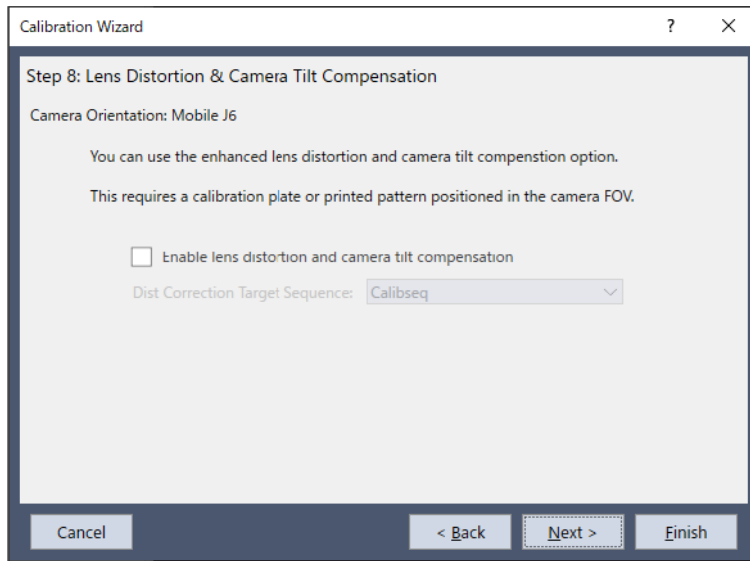 Calibration Wizard ?
Step 8: Lens Distortion & Camera Tilt Compensation
Camera Orientation: Mobile J6
You can use the enhanced lens distortion and camera tilt compenstion option.
This requires a calibration plate or printed pattern positioned in the camera FOV.
Enable lens distortion and camera tilt compensation
Dist Correction Target Sequence: Calibseq
Cancel < Back Next > Finish